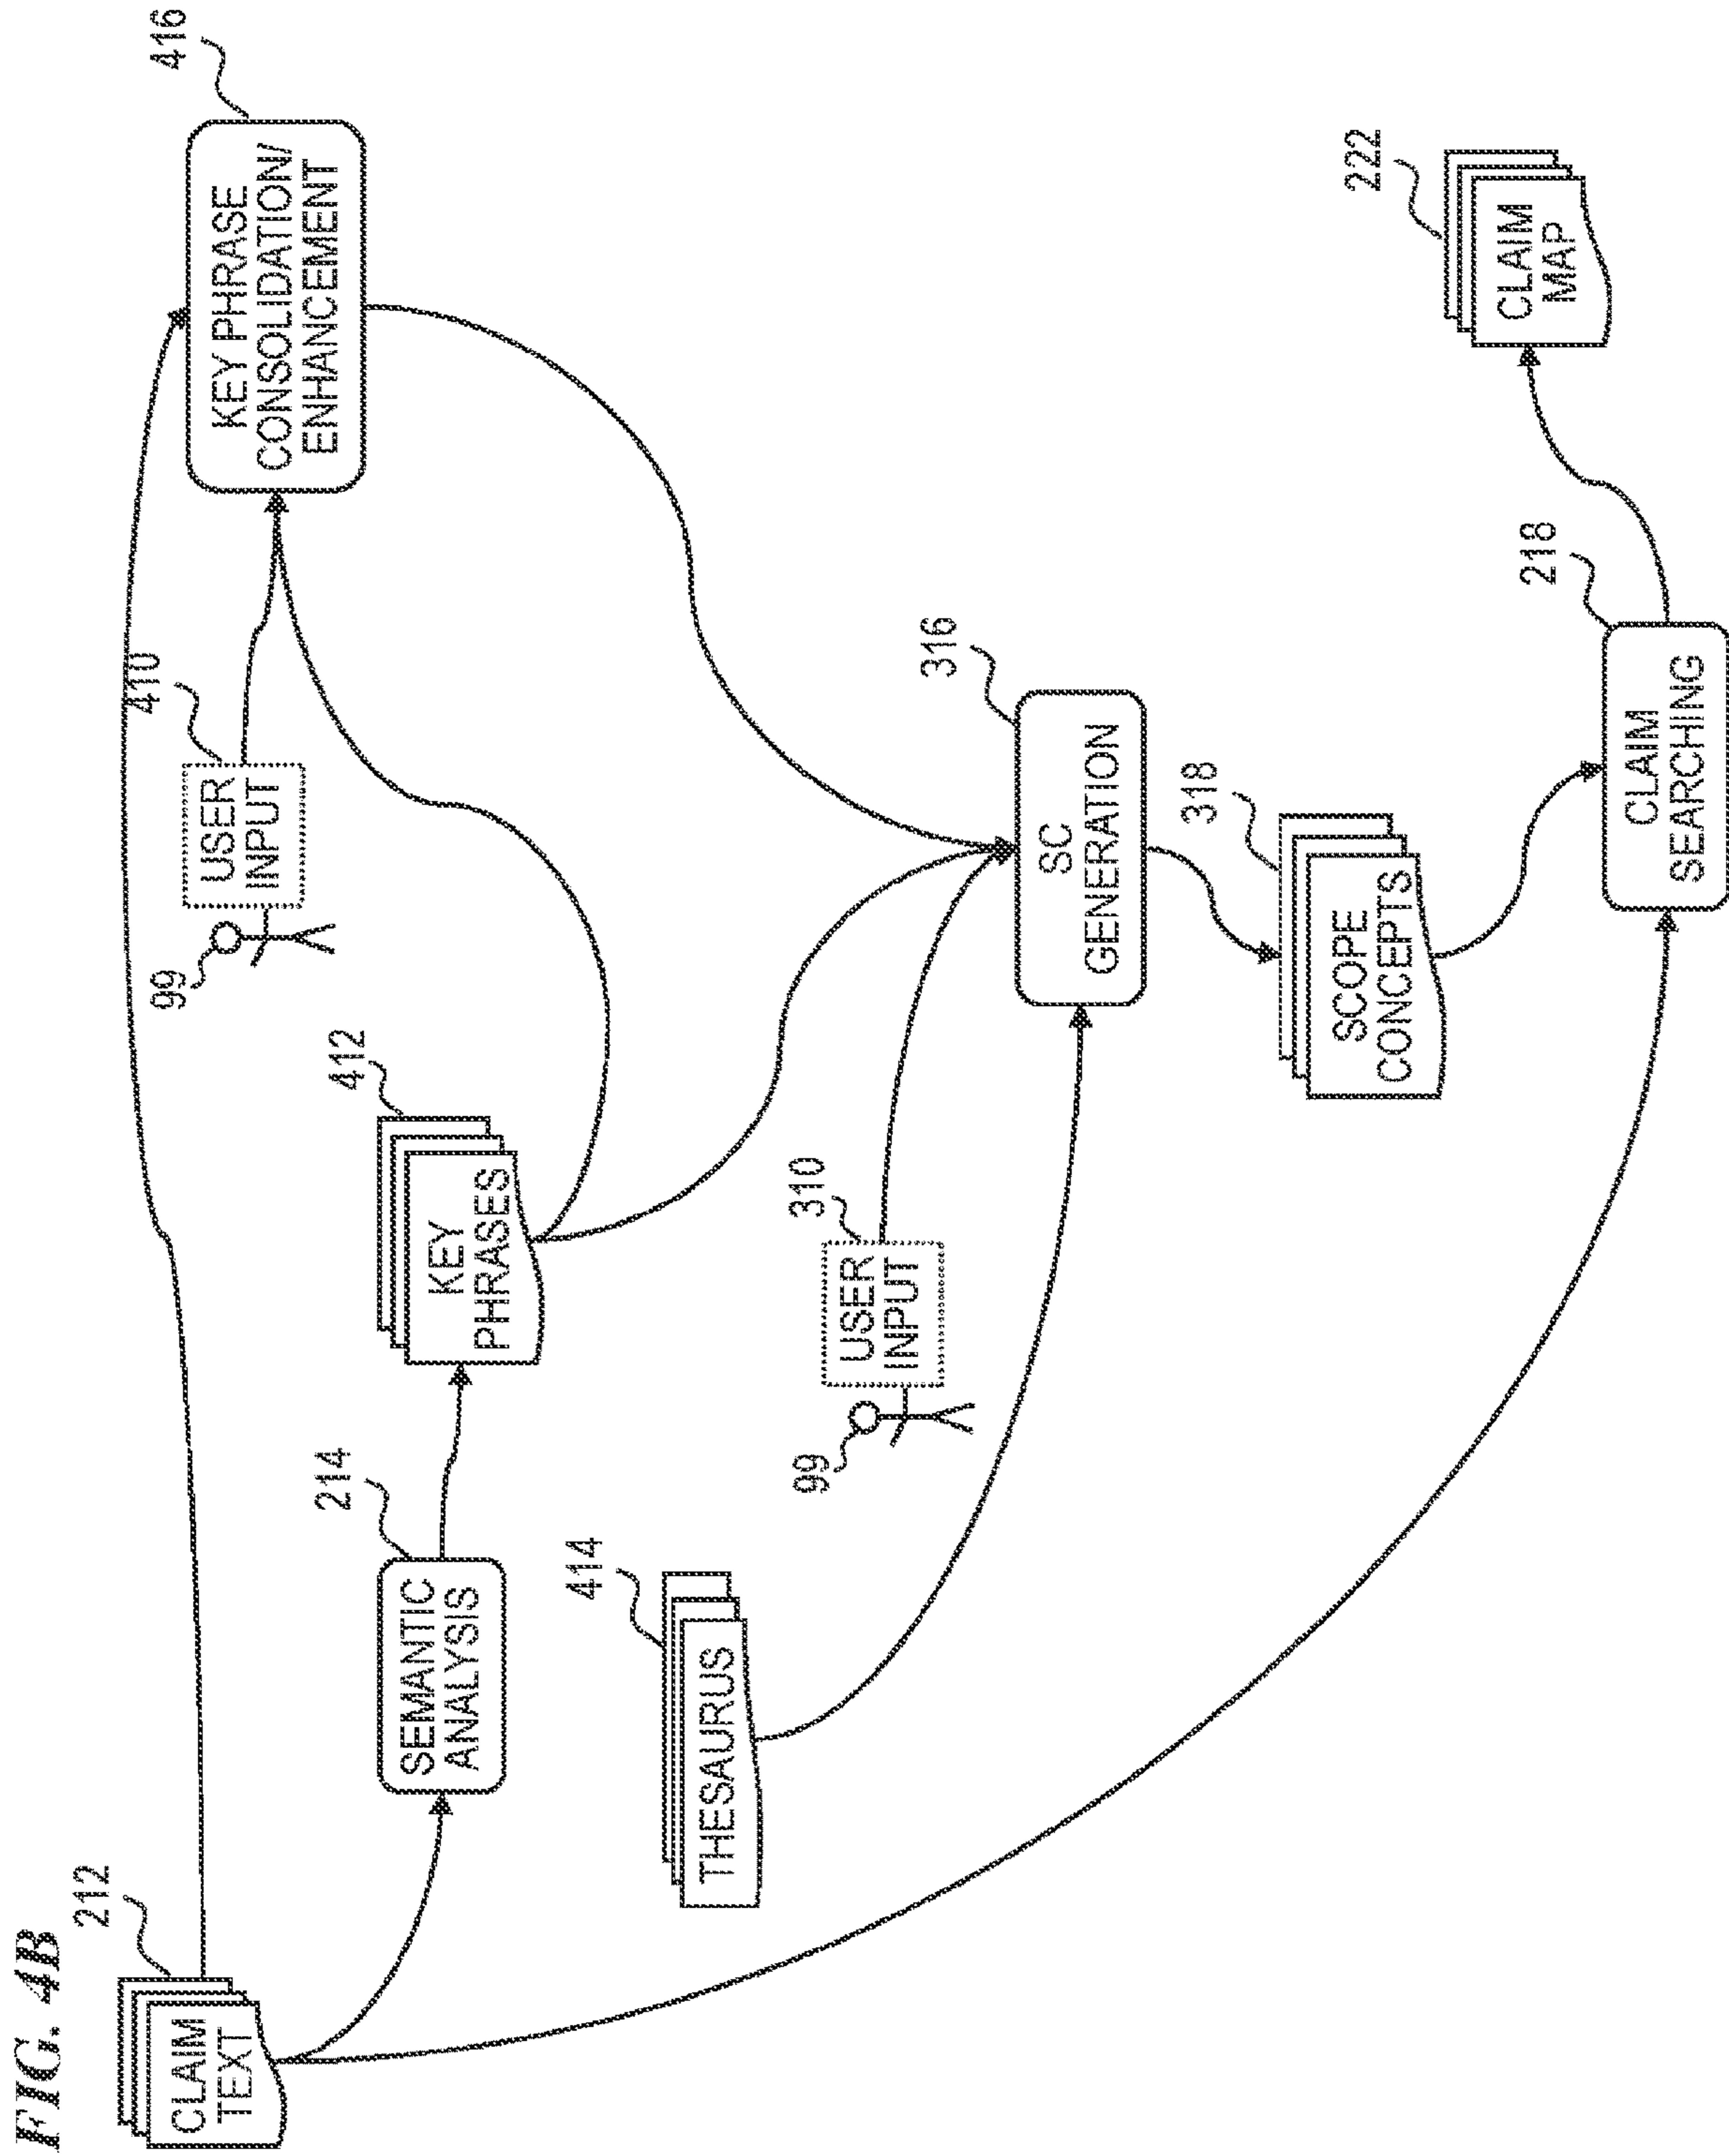 FIG. 4B
212
CLAIM
TEXT
214
SEMANTIC
ANALYSIS
412
KEY
PHRASES
99
410
USER
INPUT
416
KEY PHRASE
CONSOLIDATION/
ENHANCEMENT
414
THESAURUS
99
310
USER
INPUT
316
SC
GENERATION
318
SCOPE
CONCEPTS
218
CLAIM
SEARCHING
222
CLAIM
MAP